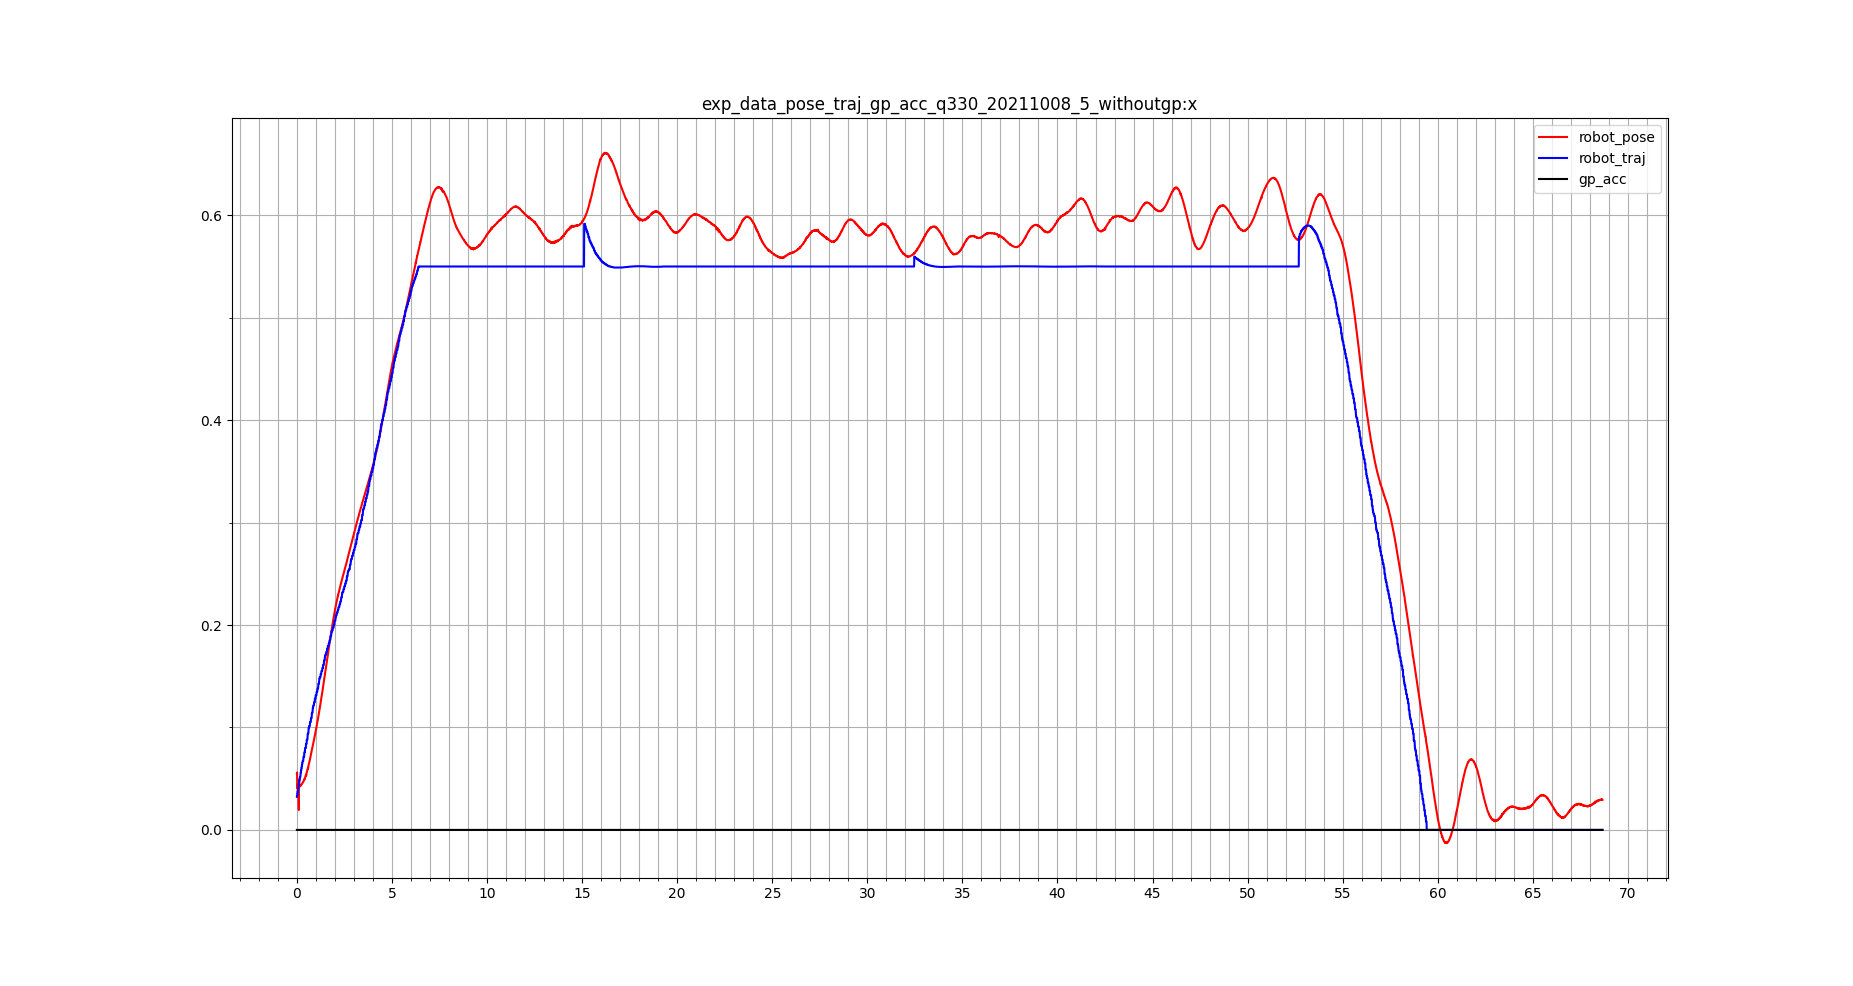 exp_data_pose_traj_gp_acc_q330_20211008_5_withoutgp:x
robot_pose
robot_traj
gp_acc
0.6
0.4
0.2
0.0
0 5 10 15 20 25 30 35 40 45 50 55 60 65 70